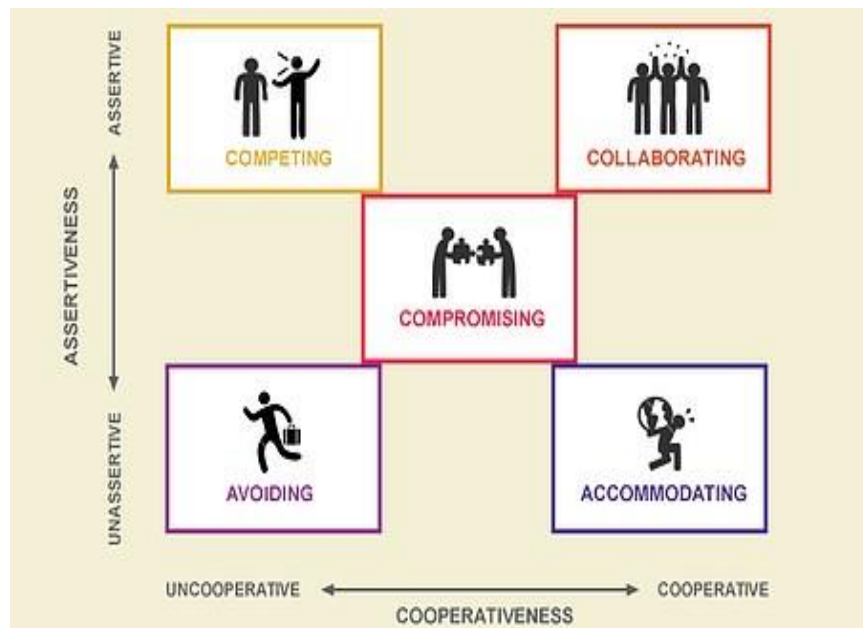 ASSERTIVE
ASSERTIVENESS
UNASSERTIVE
COMPETING
COLLABORATING
COMPROMISING
AVOIDING
ACCOMMODATING
UNCOOPERATIVE
COOPERATIVE
COOPERATIVENESS